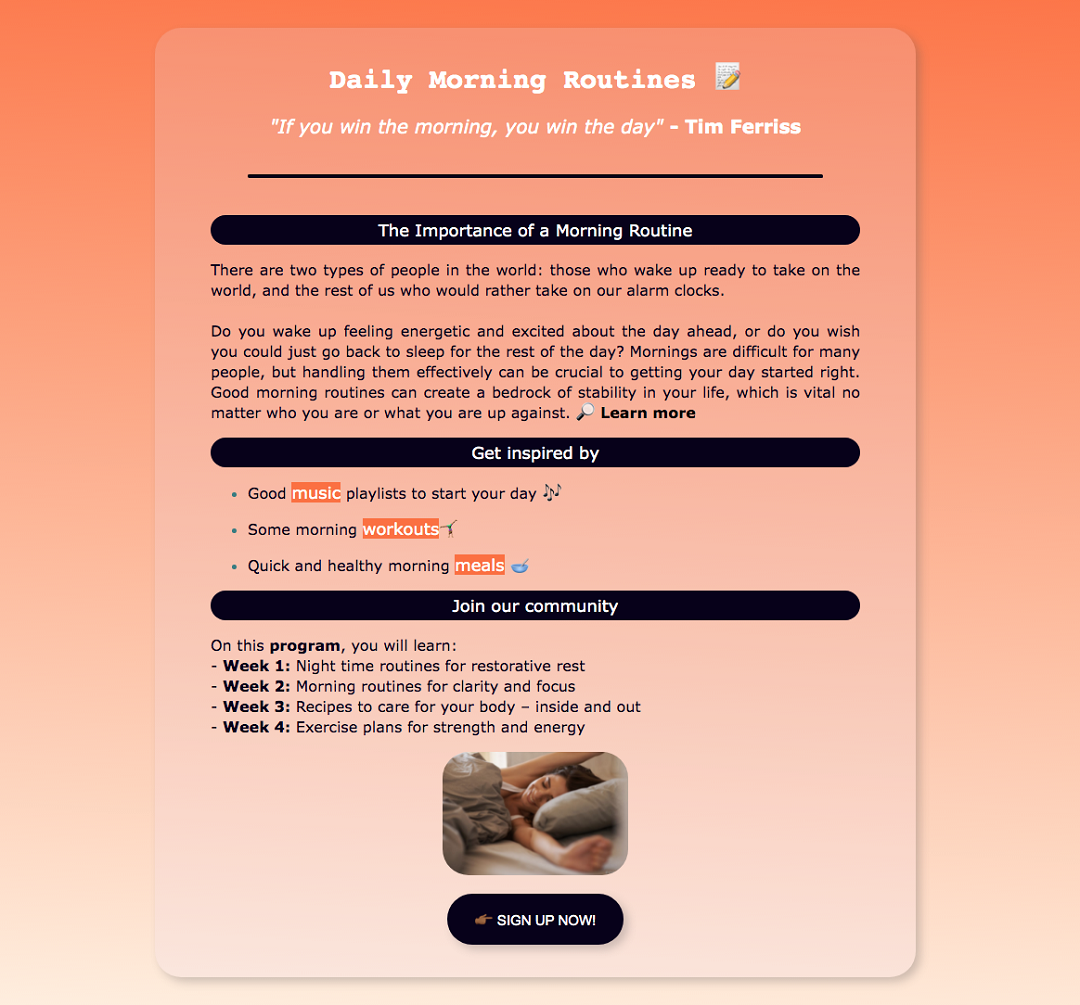 Daily Morning Routines 📝
"If you win the morning, you win the day" - Tim Ferriss
The Importance of a Morning Routine
There are two types of people in the world: those who wake up ready to take on the
world, and the rest of us who would rather take on our alarm clocks.
Do you wake up feeling energetic and excited about the day ahead, or do you wish
you could just go back to sleep for the rest of the day? Mornings are difficult for many
people, but handling them effectively can be crucial to getting your day started right.
Good morning routines can create a bedrock of stability in your life, which is vital no
matter who you are or what you are up against. 🔎 Learn more
Get inspired by
• Good music playlists to start your day 🎶
• Some morning workouts🤸🏾‍♂️
• Quick and healthy morning meals 🥣
Join our community
On this program, you will learn:
- Week 1: Night time routines for restorative rest
- Week 2: Morning routines for clarity and focus
- Week 3: Recipes to care for your body – inside and out
- Week 4: Exercise plans for strength and energy
👉🏾 SIGN UP NOW!